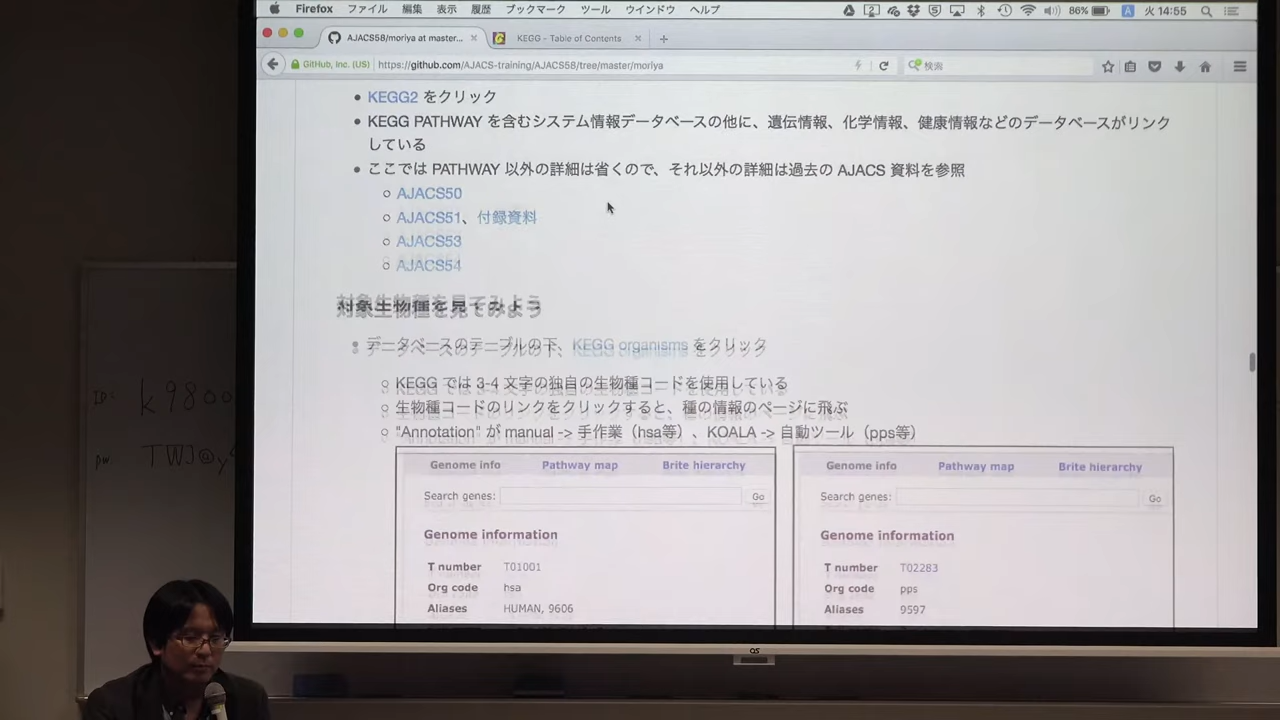 Firefox ファイル 編集 表示 履歴 ブックマーク ツール ウインドウ ヘルプ 86% 火 14:55
AJACS58/moriya at master... × KEGG - Table of Contents × +
GitHub, Inc. (US) https://github.com/AJACS-training/AJACS58/tree/master/moriya 検索
KEGG2 をクリック
KEGG PATHWAY を含むシステム情報データベースの他に、遺伝情報、化学情報、健康情報などのデータベースがリンク
している
ここでは PATHWAY 以外の詳細は省くので、それ以外の詳細は過去の AJACS 資料を参照
AJACS50
AJACS51、付録資料
AJACS53
AJACS54
対象生物種を見てみよう
データベースのテーブルの下、KEGG organisms をクリック
KEGG では 3-4 文字の独自の生物種コードを使用している
生物種コードのリンクをクリックすると、種の情報のページに飛ぶ
"Annotation" が manual -> 手作業（hsa等）、KOALA -> 自動ツール（pps等）
Genome info Pathway map Brite hierarchy
Search genes: Go
Genome information
T number T01001
Org code hsa
Aliases HUMAN, 9606
Genome info Pathway map Brite hierarchy
Search genes: Go
Genome information
T number T02283
Org code pps
Aliases 9597
ID: k9800
pw: